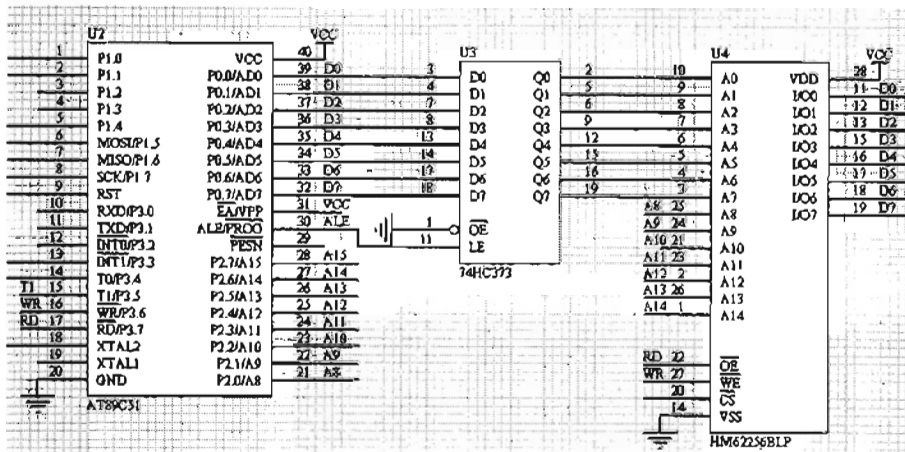 U2
VCC
U3
U4
VCC
1 P1.0 VCC 40
2 P1.1 P0.0/AD0 39 D0 3 D0 Q0 2 10 A0 VDD 28
3 P1.2 P0.1/AD1 38 D1 4 D1 Q1 5 9 A1 I/O0 11 D0
4 P1.3 P0.2/AD2 37 D2 7 D2 Q2 6 8 A2 I/O1 12 D1
5 P1.4 P0.3/AD3 36 D3 8 D3 Q3 9 7 A3 I/O2 13 D2
6 MOSI/P1.5 P0.4/AD4 35 D4 13 D4 Q4 12 6 A4 I/O3 15 D3
7 MISO/P1.6 P0.5/AD5 34 D5 14 D5 Q5 15 5 A5 I/O4 16 D4
8 SCK/P1.7 P0.6/AD6 33 D6 17 D6 Q6 16 4 A6 I/O5 17 D5
9 RST P0.7/AD7 32 D7 18 D7 Q7 19 3 A7 I/O6 18 D6
10 RXD/P3.0 EA/VPP 31 VCC A8 25 A8 I/O7 19 D7
11 TXD/P3.1 ALE/PROG 30 ALE 1 OE A9 24 A9
12 INT0/P3.2 PESN 29 11 LE A10 21 A10
13 INT1/P3.3 P2.7/A15 28 A15 A11 23 A11
14 T0/P3.4 P2.6/A14 27 A14 74HC373 A12 2 A12
T1 15 T1/P3.5 P2.5/A13 26 A13 A13 26 A13
WR 16 WR/P3.6 P2.4/A12 25 A12 A14 1 A14
RD 17 RD/P3.7 P2.3/A11 24 A11
18 XTAL2 P2.2/A10 23 A10
19 XTAL1 P2.1/A9 22 A9 RD 22 OE
20 GND P2.0/A8 21 A8 WR 27 WE
20 CS
AT89C51 14 VSS
HM62256BLP